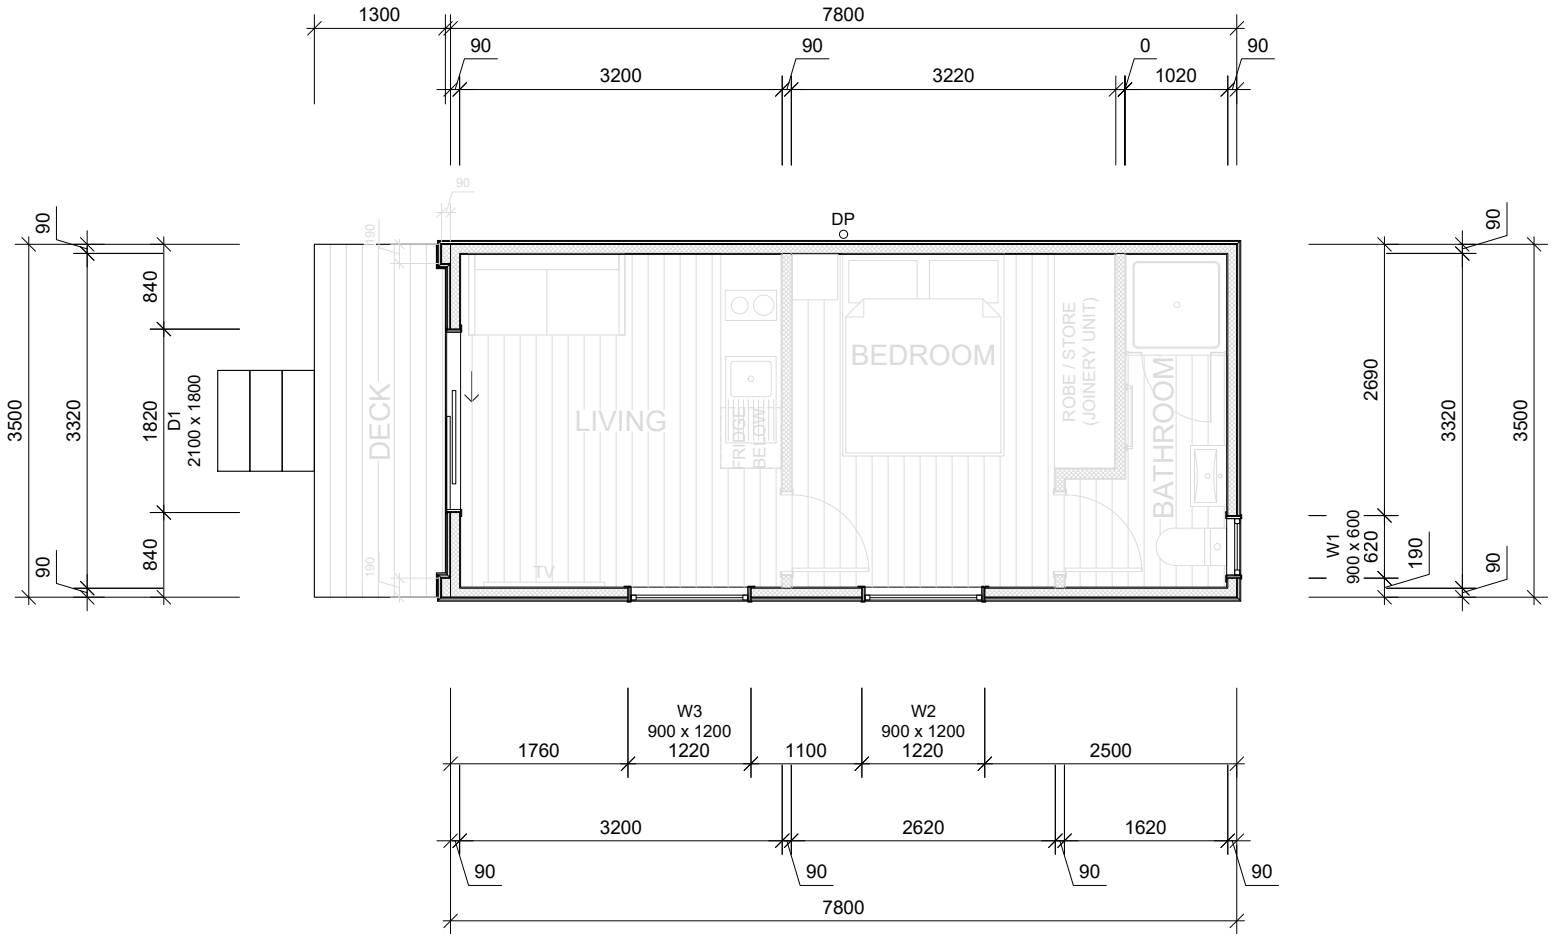 1300
7800
90
90
0
90
3200
3220
1020
90
190
DP
90
90
3500
3320
840
1820
D1
2100 x 1800
840
90
190
DECK
LIVING
FRIDGE
BELOW
TV
BEDROOM
ROBE / STORE
(JOINERY UNIT)
BATHROOM
2690
3320
3500
W1
900 x 600
620
190
90
W3
900 x 1200
1220
W2
900 x 1200
1220
1760
1100
2500
3200
2620
1620
90
90
90
90
7800